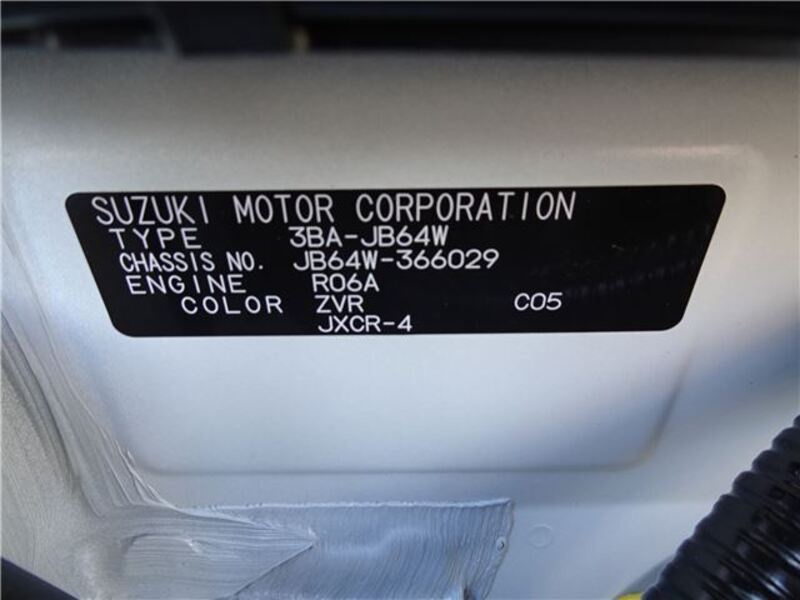 SUZUKI MOTOR CORPORATION
TYPE 3BA-JB64W
CHASSIS NO. JB64W-366029
ENGINE R06A
COLOR ZVR C05
JXCR-4